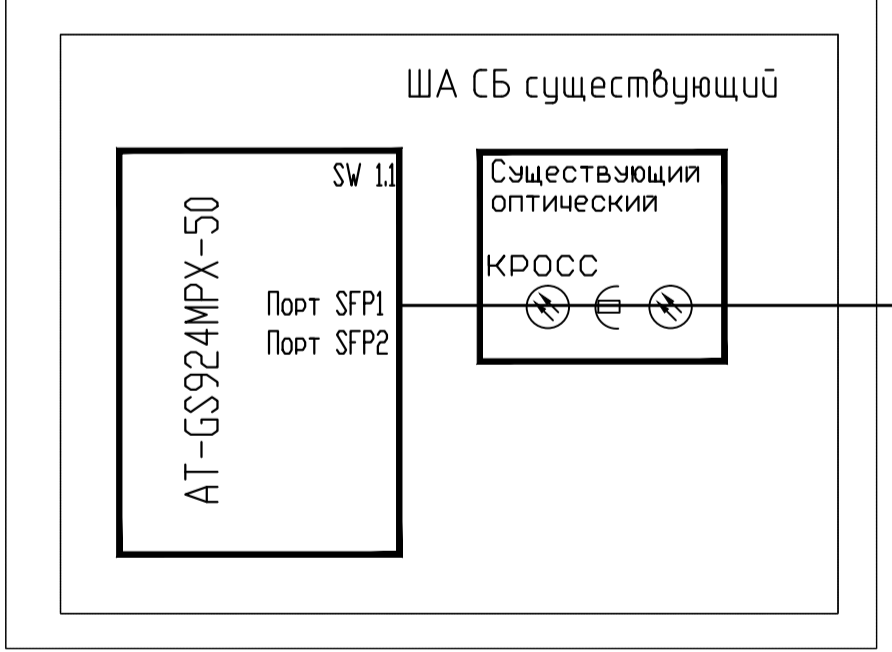 ША СБ существующий
SW 1.1
AT-GS924MPX-50
Порт SFP1
Порт SFP2
Существующий
оптический
КРОСС